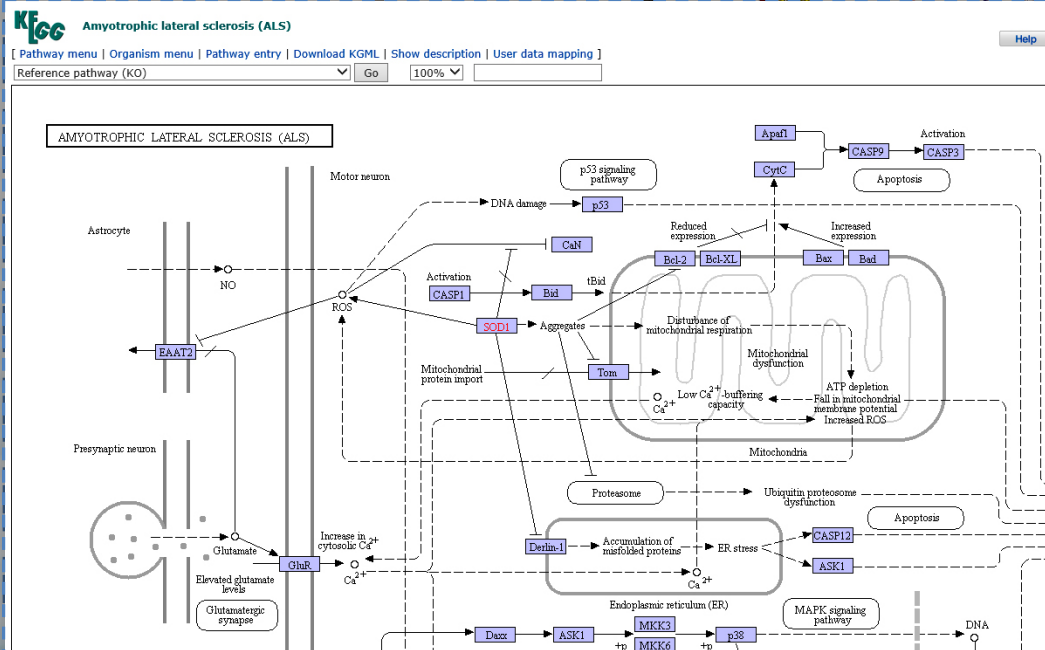 KEGG
Amyotrophic lateral sclerosis (ALS)
Help
[ Pathway menu | Organism menu | Pathway entry | Download KGML | Show description | User data mapping ]
Reference pathway (KO)
Go
100%
AMYOTROPHIC LATERAL SCLEROSIS (ALS)
Apaf1
Activation
CASP9
CASP3
CytC
Apoptosis
p53 signaling
pathway
Motor neuron
DNA damage
p53
Astrocyte
Reduced
expression
Increased
expression
CaN
Bcl-2
Bcl-XL
Bax
Bad
NO
Activation
tBid
CASP1
Bid
ROS
SOD1
Aggregates
Disturbance of
mitochondrial respiration
EAAT2
Mitochondrial
dysfunction
Mitochondrial
protein import
Tom
ATP depletion
Fall in mitochondrial
membrane potential
Increased ROS
Low Ca2+-buffering
capacity
Ca2+
Presynaptic neuron
Mitochondria
Proteasome
Ubiquitin proteosome
dysfunction
Apoptosis
Increase in
cytosolic Ca2+
Glutamate
Derlin-1
Accumulation of
misfolded proteins
ER stress
CASP12
GluR
Ca2+
ASK1
Ca2+
Elevated glutamate
levels
Glutamatergic
synapse
Endoplasmic reticulum (ER)
MAPK signaling
pathway
Daxx
ASK1
MKK3
p38
DNA
+p
MKK6
+p